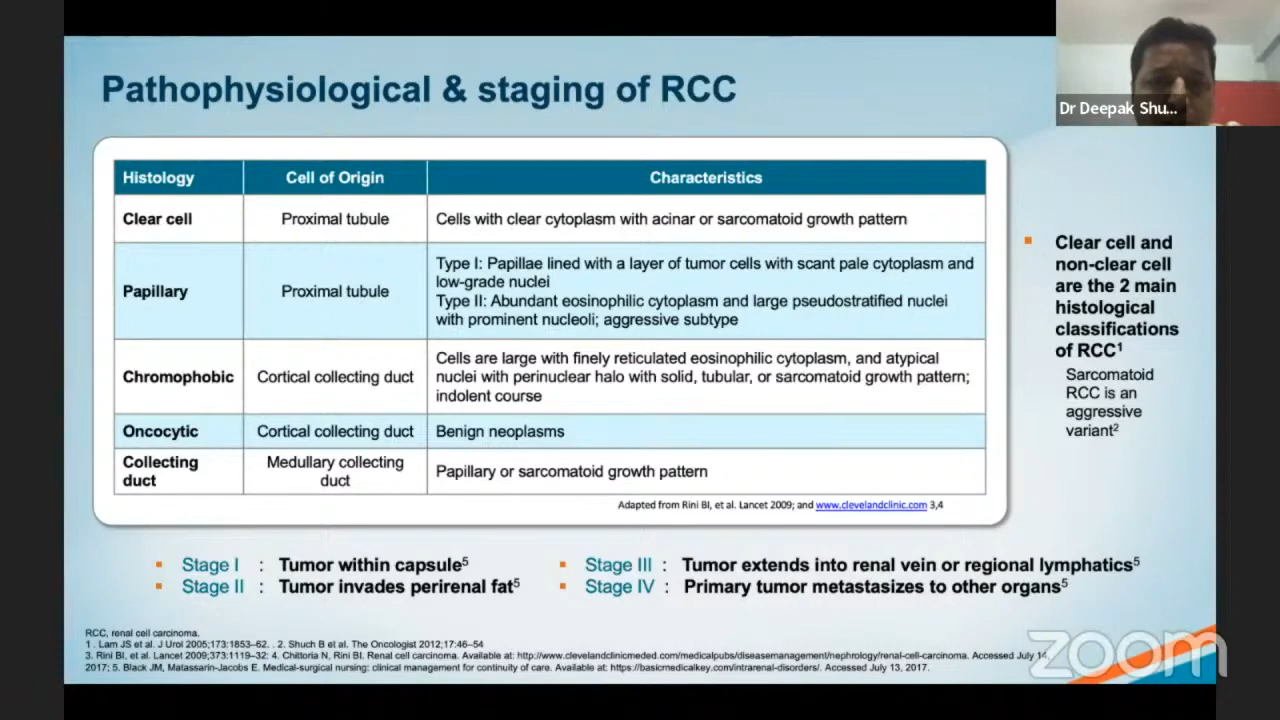 Pathophysiological & staging of RCC
Dr Deepak Shu...
Histology Cell of Origin Characteristics
Clear cell Proximal tubule Cells with clear cytoplasm with acinar or sarcomatoid growth pattern
Papillary Proximal tubule Type I: Papillae lined with a layer of tumor cells with scant pale cytoplasm and
low-grade nuclei
Type II: Abundant eosinophilic cytoplasm and large pseudostratified nuclei
with prominent nucleoli; aggressive subtype
Chromophobic Cortical collecting duct Cells are large with finely reticulated eosinophilic cytoplasm, and atypical
nuclei with perinuclear halo with solid, tubular, or sarcomatoid growth pattern;
indolent course
Oncocytic Cortical collecting duct Benign neoplasms
Collecting
duct
Medullary collecting
duct
Papillary or sarcomatoid growth pattern
Adapted from Rini BI, et al. Lancet 2009; and www.clevelandclinic.com 3,4
▪ Clear cell and
non-clear cell
are the 2 main
histological
classifications
of RCC¹
Sarcomatoid
RCC is an
aggressive
variant²
▪ Stage I : Tumor within capsule⁵
▪ Stage II : Tumor invades perirenal fat⁵
▪ Stage III : Tumor extends into renal vein or regional lymphatics⁵
▪ Stage IV : Primary tumor metastasizes to other organs⁵
RCC, renal cell carcinoma.
1 . Lam JS et al. J Urol 2005;173:1853–62. . 2. Shuch B et al. The Oncologist 2012;17:46–54
3. Rini BI, et al. Lancet 2009;373:1119–32: 4. Chittoria N, Rini BI. Renal cell carcinoma. Available at: http://www.clevelandclinicmeded.com/medicalpubs/diseasemanagement/nephrology/renal-cell-carcinoma. Accessed July 14,
2017; 5. Black JM, Matassarin-Jacobs E. Medical-surgical nursing: clinical management for continuity of care. Available at: https://basicmedicalkey.com/intrarenal-disorders/. Accessed July 13, 2017.
zoom